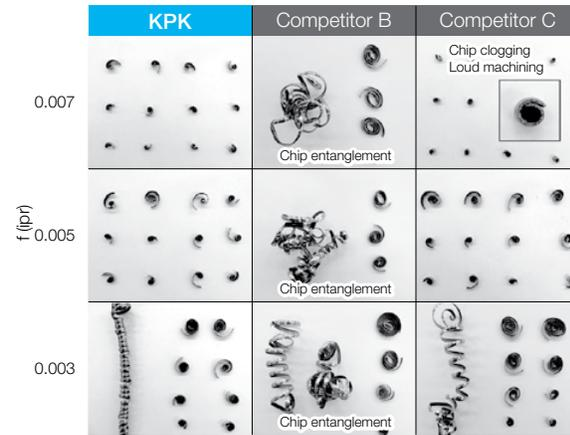 KPK
Competitor B
Competitor C
0.007
Chip entanglement
Chip clogging
Loud machining
f (ipr)
0.005
Chip entanglement
0.003
Chip entanglement